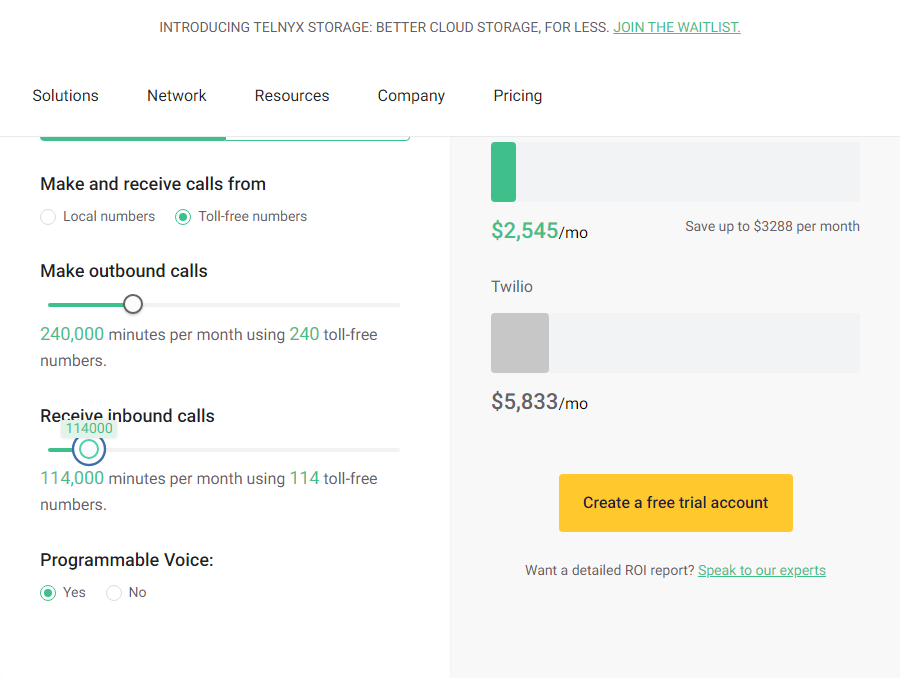 INTRODUCING TELNYX STORAGE: BETTER CLOUD STORAGE, FOR LESS. JOIN THE WAITLIST.
Solutions Network Resources Company Pricing
Make and receive calls from
Local numbers Toll-free numbers
Make outbound calls
240,000 minutes per month using 240 toll-free
numbers.
Receive inbound calls
114000
114,000 minutes per month using 114 toll-free
numbers.
Programmable Voice:
Yes No
$2,545/mo
Save up to $3288 per month
Twilio
$5,833/mo
Create a free trial account
Want a detailed ROI report? Speak to our experts